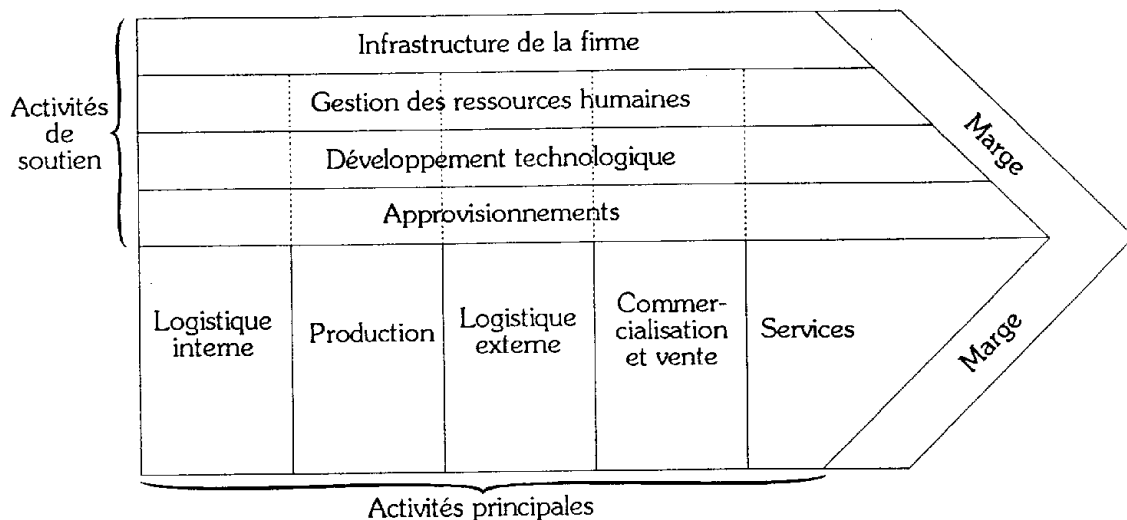 Infrastructure de la firme
Activités
de
soutien
Gestion des ressources humaines
Développement technologique
Approvisionnements
Marge
Logistique
interne
Production
Logistique
externe
Commer-
cialisation
et vente
Services
Marge
Activités principales